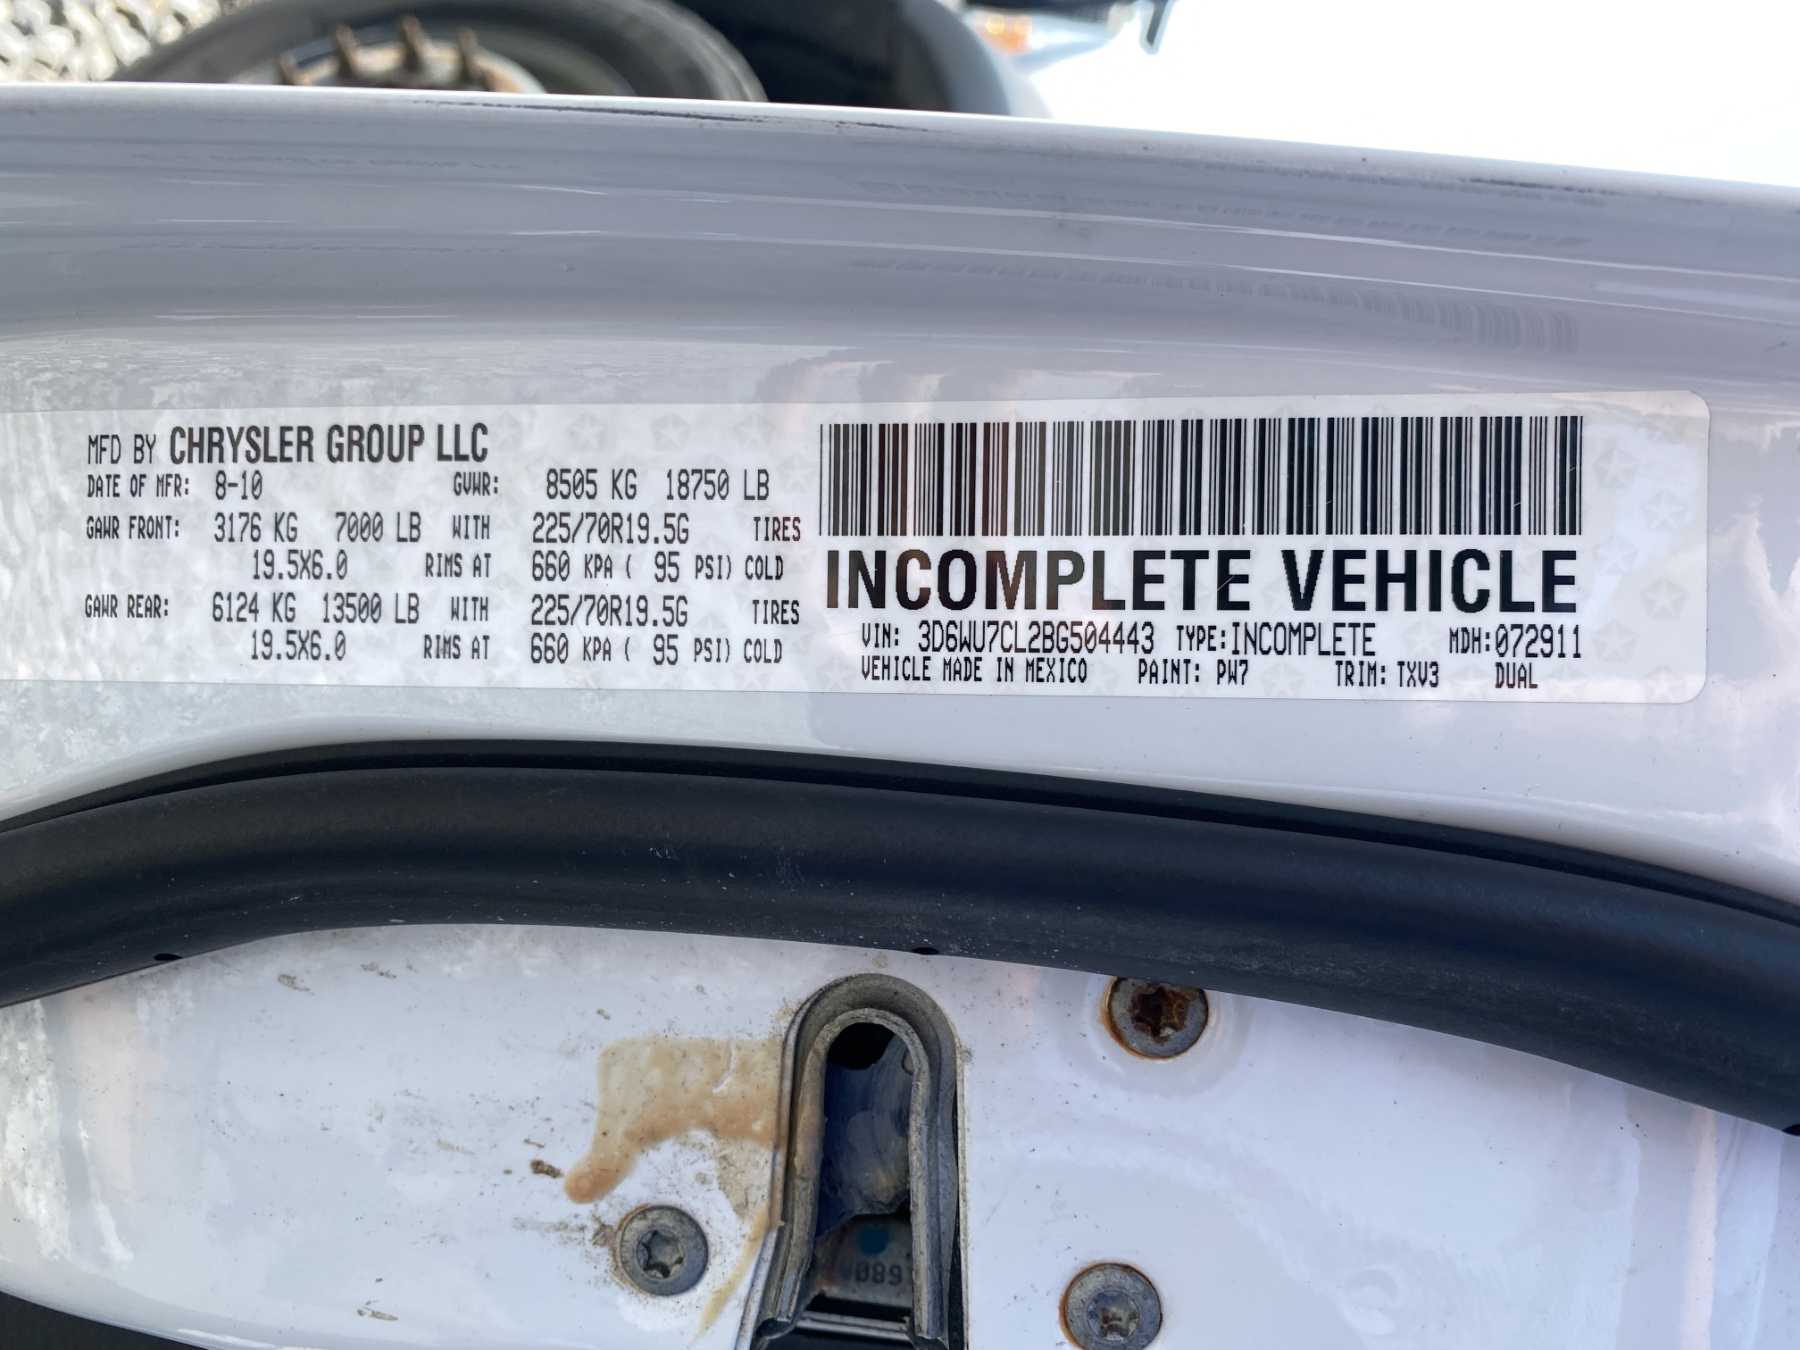 MFD BY CHRYSLER GROUP LLC
DATE OF MFR: 8-10 GVWR: 8505 KG 18750 LB
GAWR FRONT: 3176 KG 7000 LB WITH 225/70R19.5G TIRES
19.5X6.0 RIMS AT 660 KPA ( 95 PSI) COLD
GAWR REAR: 6124 KG 13500 LB WITH 225/70R19.5G TIRES
19.5X6.0 RIMS AT 660 KPA ( 95 PSI) COLD
INCOMPLETE VEHICLE
VIN: 3D6WU7CL2BG504443 TYPE: INCOMPLETE MDH: 072911
VEHICLE MADE IN MEXICO PAINT: PW7 TRIM: TXV3 DUAL